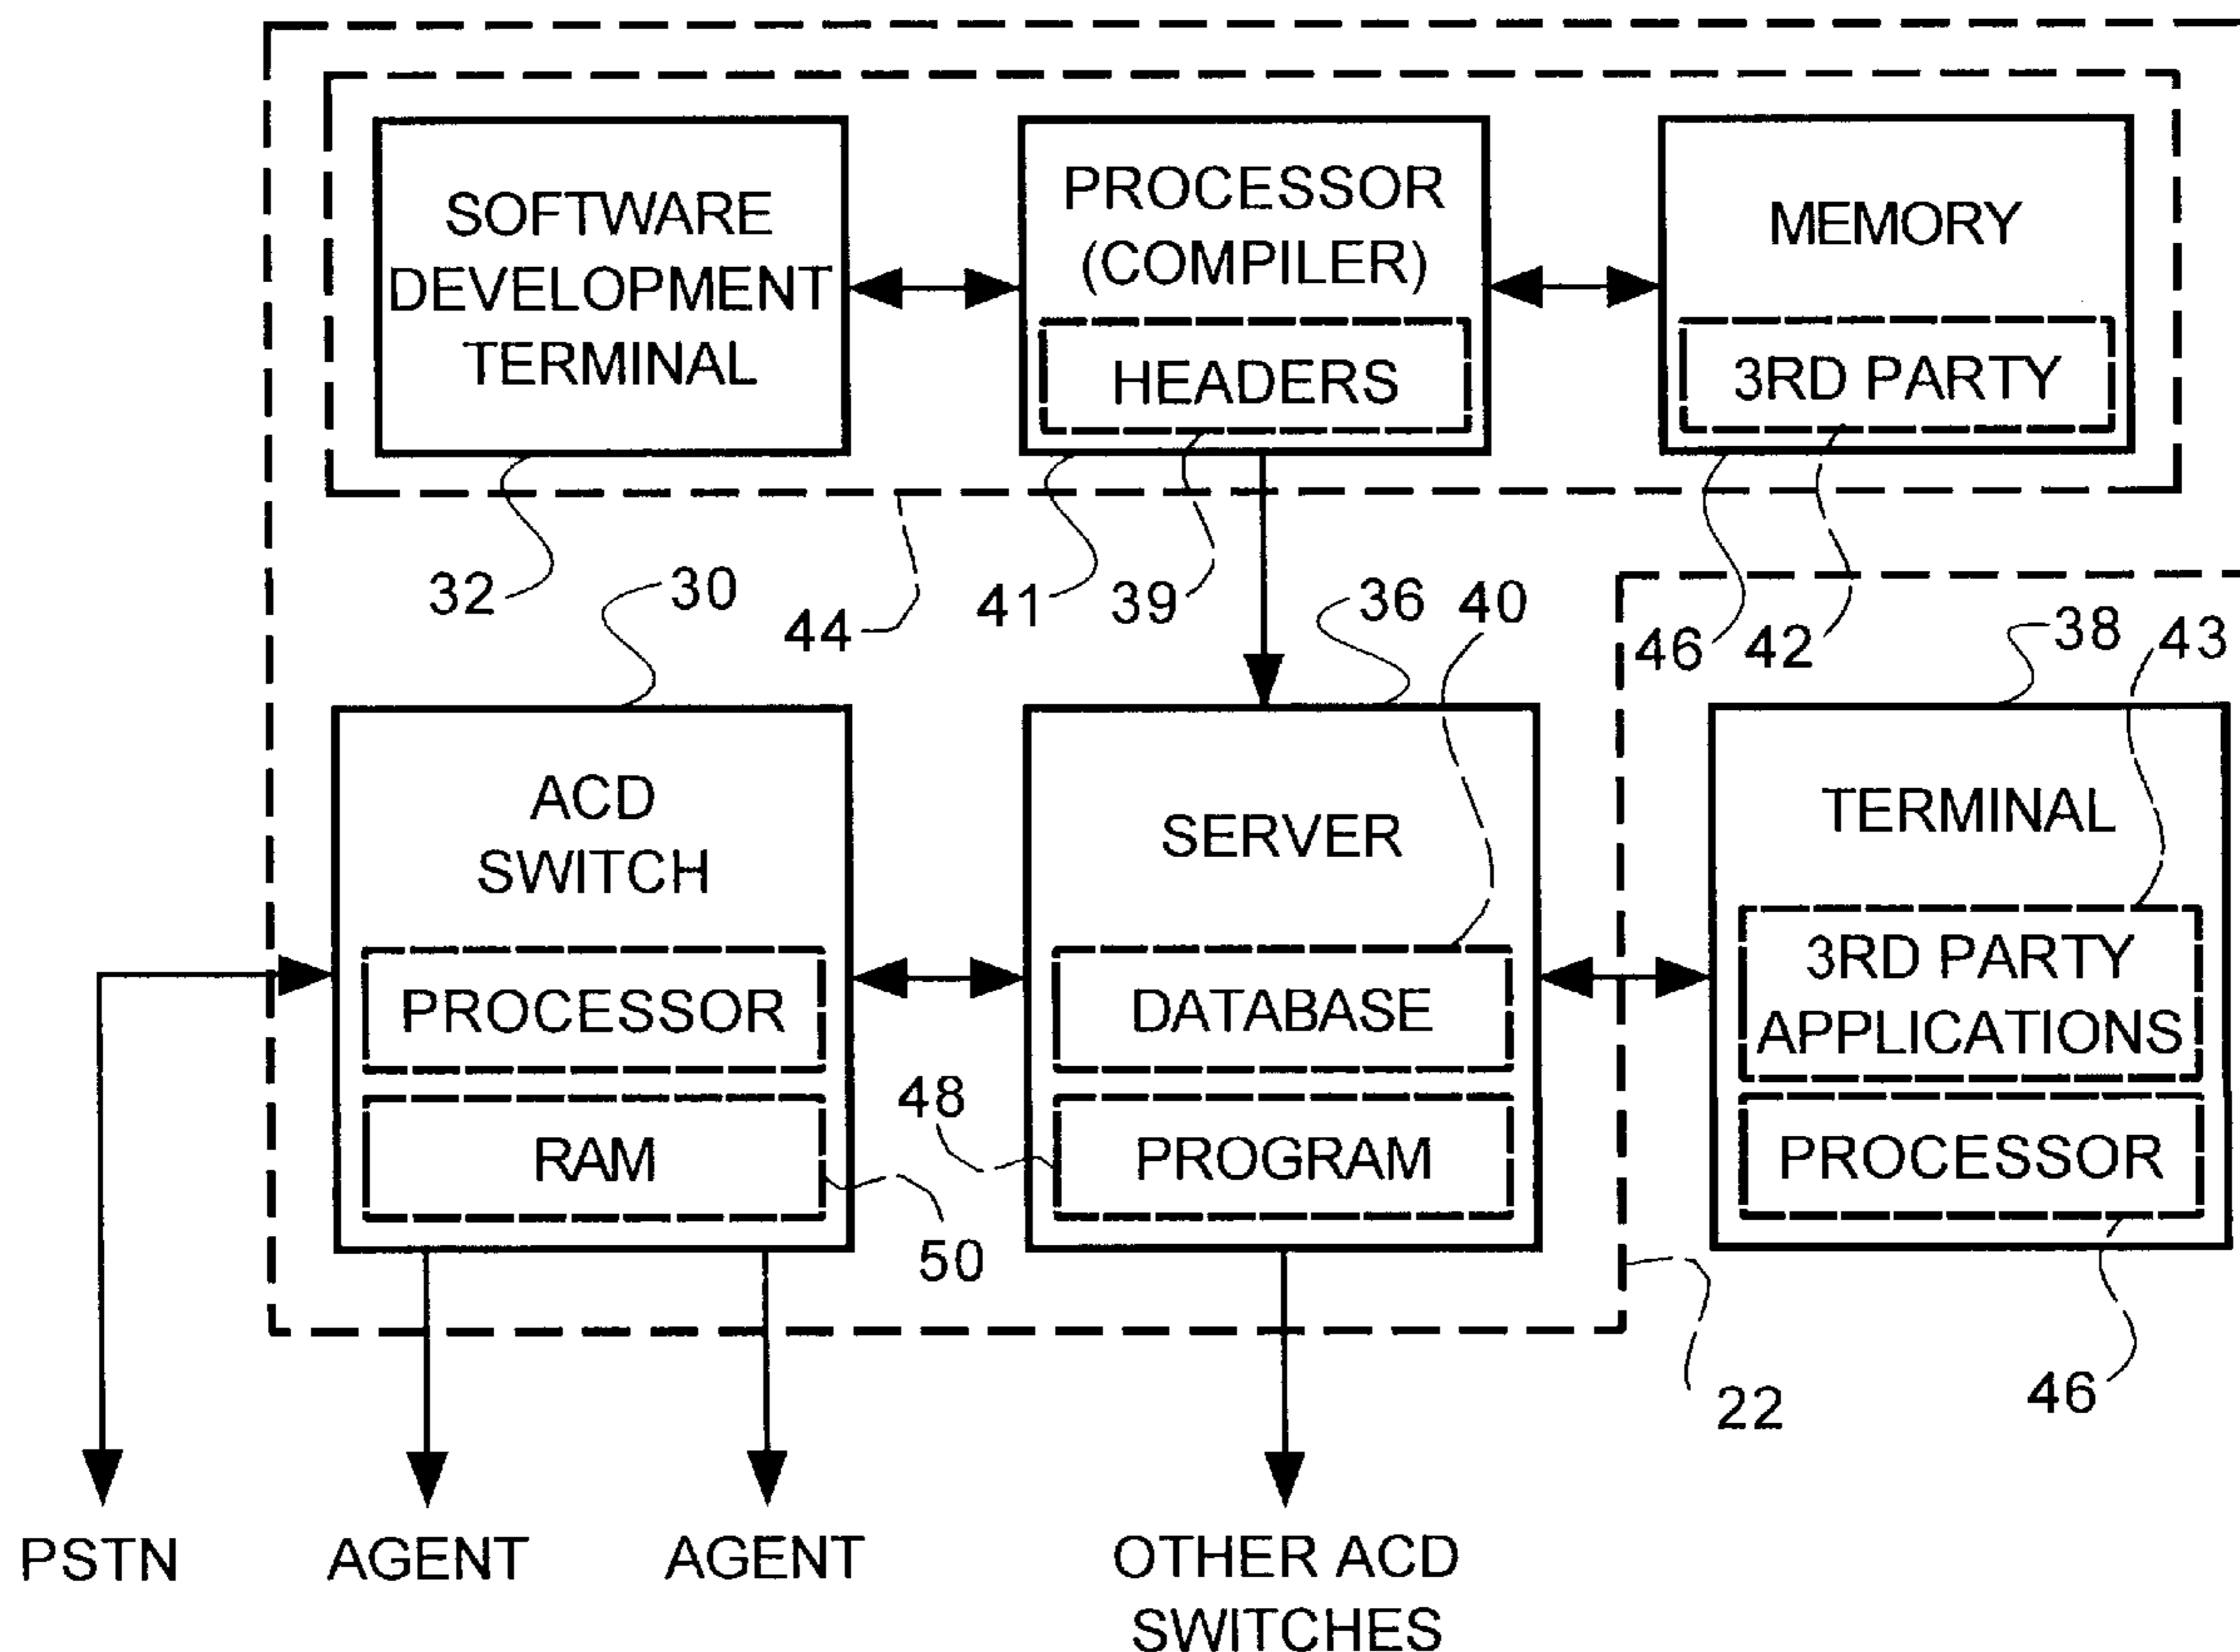 SOFTWARE
DEVELOPMENT
TERMINAL
PROCESSOR
(COMPILER)
HEADERS
MEMORY
3RD PARTY
32
30
44
41
39
36
40
46
42
38
43
ACD
SWITCH
PROCESSOR
RAM
SERVER
DATABASE
PROGRAM
TERMINAL
3RD PARTY
APPLICATIONS
PROCESSOR
48
50
22
46
PSTN
AGENT
AGENT
OTHER ACD
SWITCHES